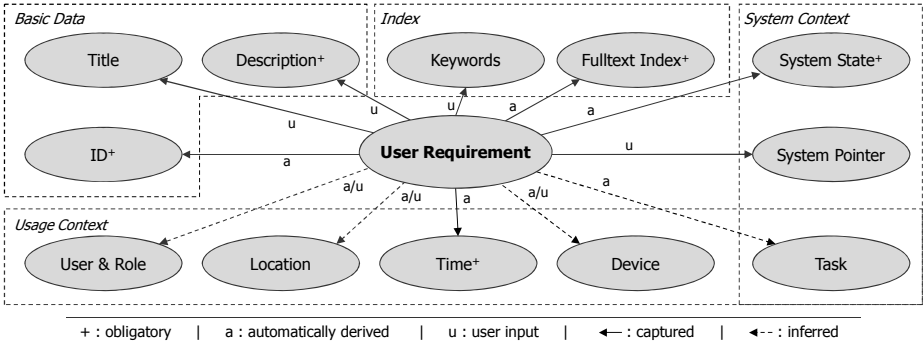 Basic Data
Index
System Context
Title
Description+
Keywords
Fulltext Index+
System State+
u
u
u
a
a
ID+
a
User Requirement
u
System Pointer
a/u
a/u
a
a/u
a
Usage Context
User & Role
Location
Time+
Device
Task
+ : obligatory | a : automatically derived | u : user input | ← : captured | ⇠ : inferred